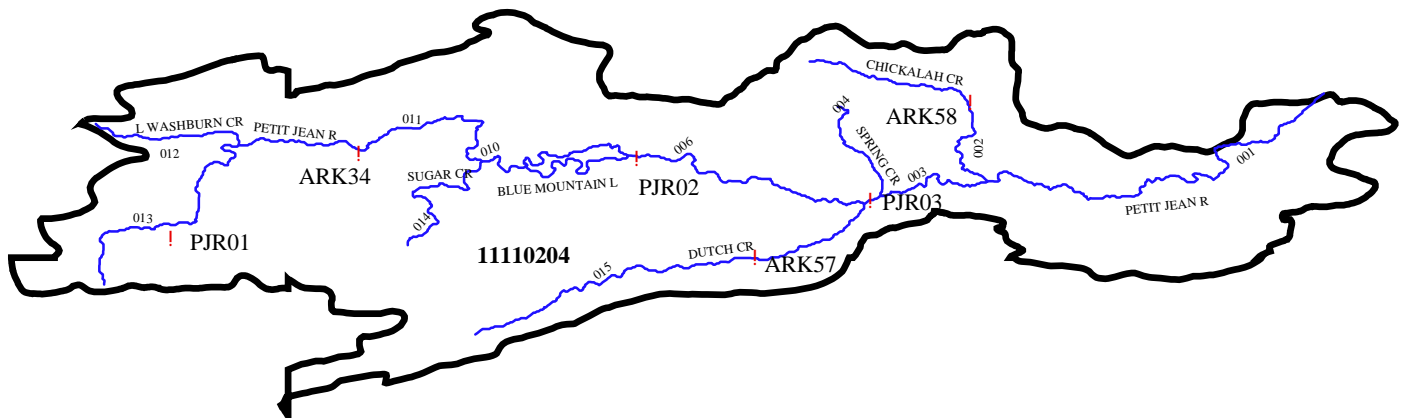 CHICKALAH CR
004
ARK58
L WASHBURN CR
PETIT JEAN R
011
012
ARK34
010
006
002
001
SPRING CR
SUGAR CR
BLUE MOUNTAIN L
PJR02
003
PJR03
PETIT JEAN R
013
014
PJR01
11110204
DUTCH CR
ARK57
015